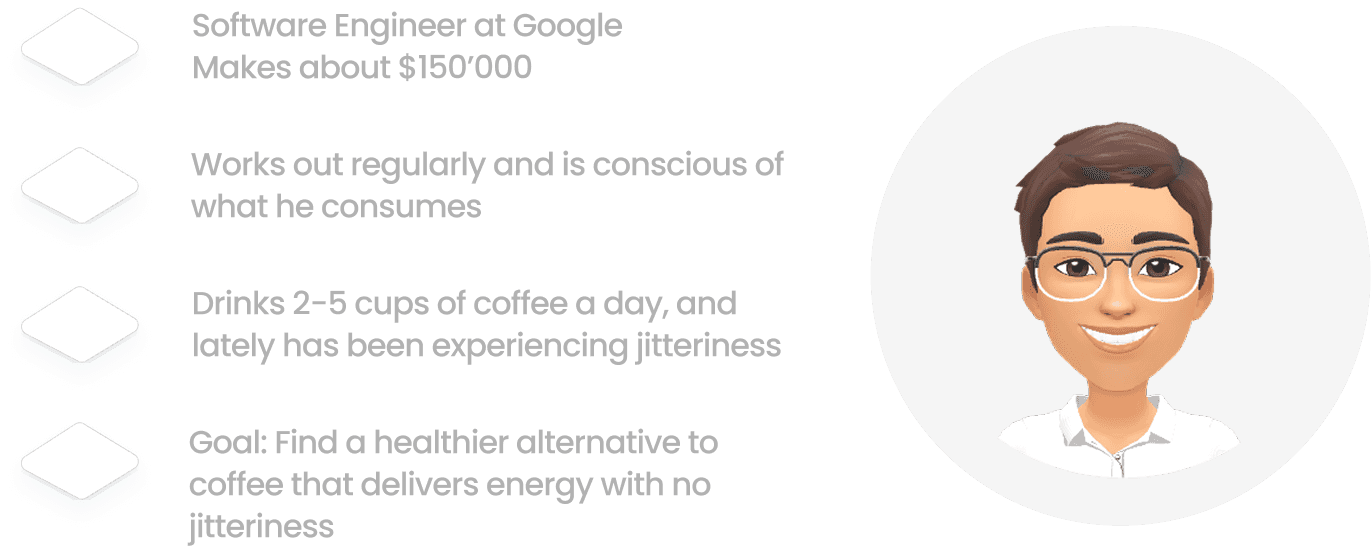 Software Engineer at Google
Makes about $150’000
Works out regularly and is conscious of
what he consumes
Drinks 2-5 cups of coffee a day, and
lately has been experiencing jitteriness
Goal: Find a healthier alternative to
coffee that delivers energy with no
jitteriness